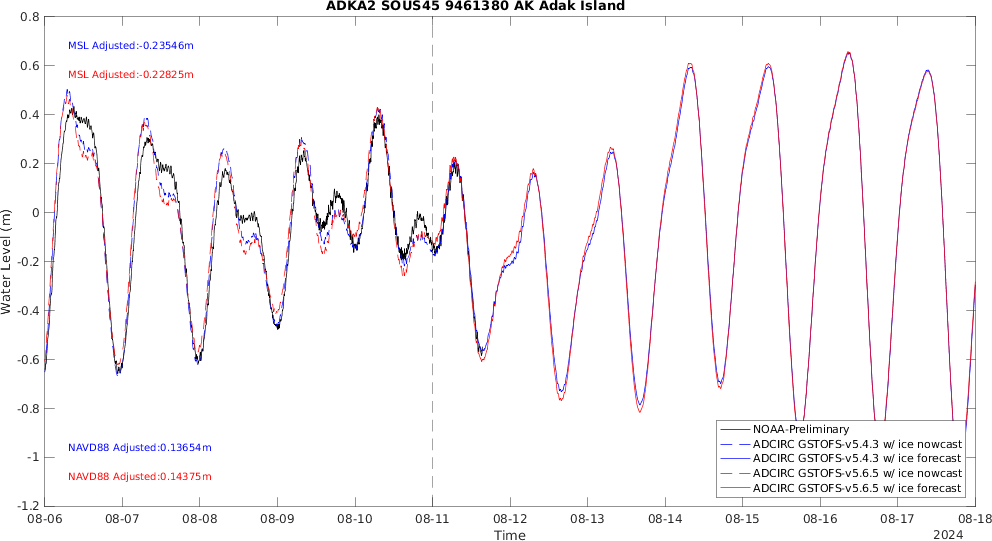 ADKA2 SOUS45 9461380 AK Adak Island
0.8
0.6
0.4
0.2
0
-0.2
-0.4
-0.6
-0.8
-1
-1.2
Water Level (m)
MSL Adjusted:-0.23546m
MSL Adjusted:-0.22825m
NAVD88 Adjusted:0.13654m
NAVD88 Adjusted:0.14375m
NOAA-Preliminary
ADCIRC GSTOFS-v5.4.3 w/ ice nowcast
ADCIRC GSTOFS-v5.4.3 w/ ice forecast
ADCIRC GSTOFS-v5.6.5 w/ ice nowcast
ADCIRC GSTOFS-v5.6.5 w/ ice forecast
08-06 08-07 08-08 08-09 08-10 08-11 08-12 08-13 08-14 08-15 08-16 08-17 08-18
Time
2024